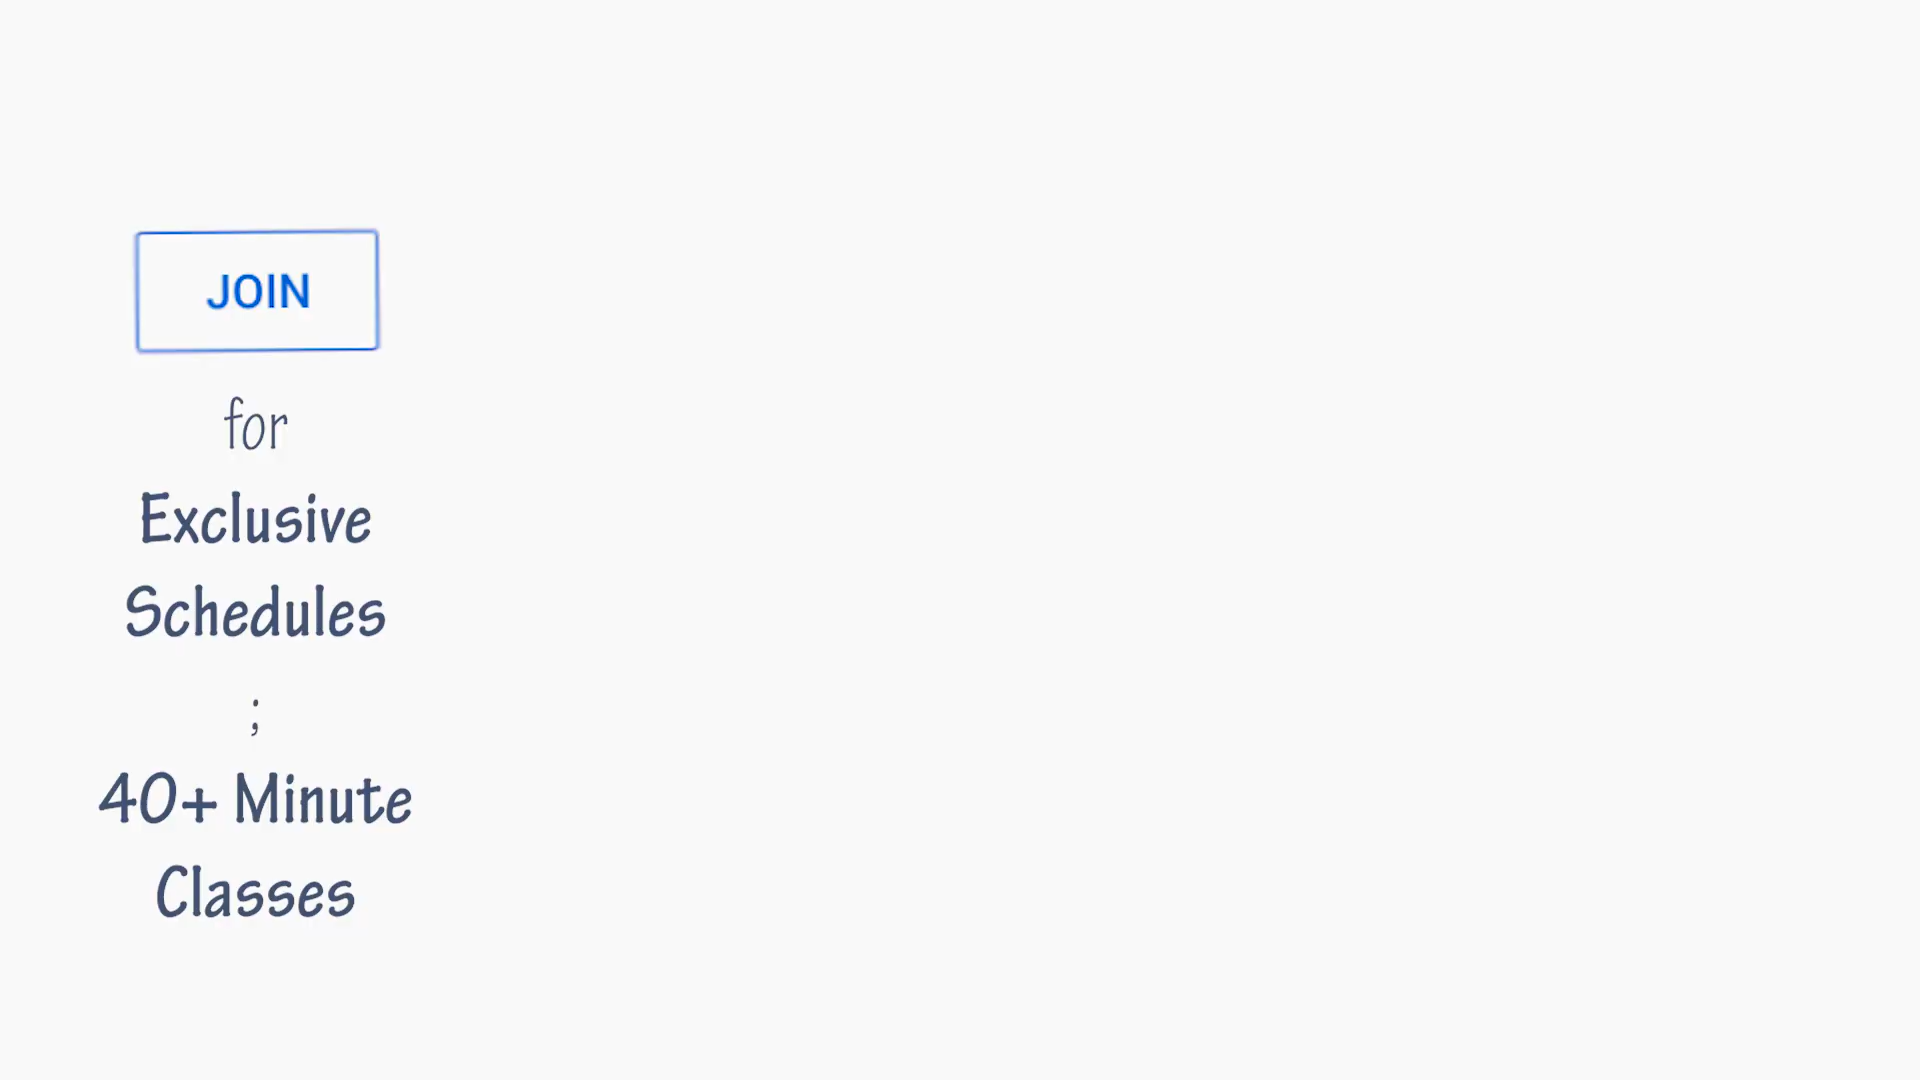 JOIN
for
Exclusive
Schedules
;
40+ Minute
Classes